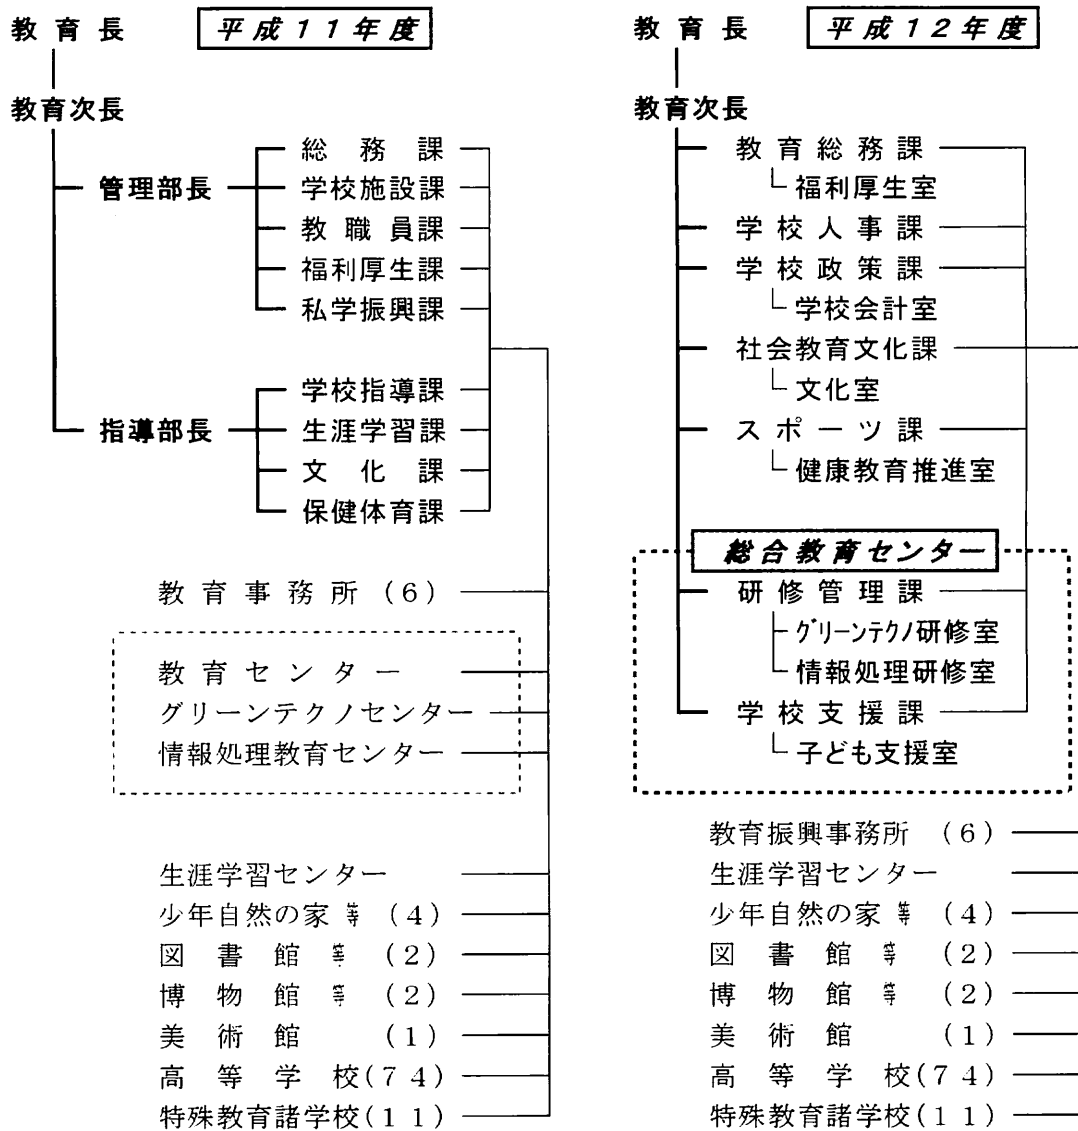 教育長 平成11年度
教育次長
総務課
管理部長 学校施設課
教職員課
福利厚生課
私学振興課
学校指導課
指導部長 生涯学習課
文化課
保健体育課
教育事務所 (6)
教育センター
グリーンテクノセンター
情報処理教育センター
生涯学習センター
少年自然の家等 (4)
図書館等 (2)
博物館等 (2)
美術館 (1)
高等学校(74)
特殊教育諸学校(11)
教育長 平成12年度
教育次長
教育総務課
福利厚生室
学校人事課
学校政策課
学校会計室
社会教育文化課
文化室
スポーツ課
健康教育推進室
総合教育センター
研修管理課
グリーンテクノ研修室
情報処理研修室
学校支援課
子ども支援室
教育振興事務所 (6)
生涯学習センター
少年自然の家等 (4)
図書館等 (2)
博物館等 (2)
美術館 (1)
高等学校(74)
特殊教育諸学校(11)